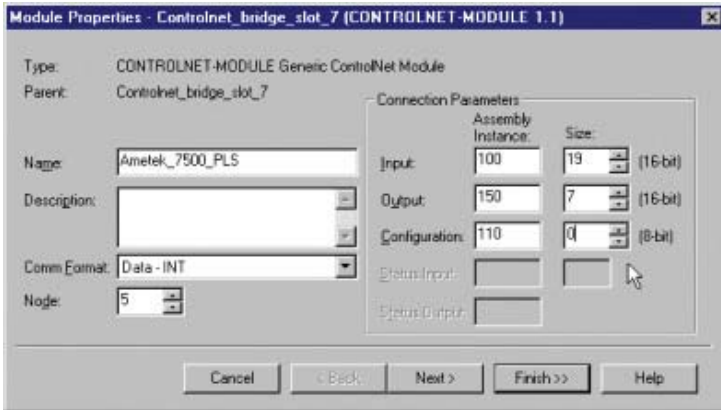 Module Properties - Controlnet_bridge_slot_7 (CONTROLNET-MODULE 1.1)
Type: CONTROLNET-MODULE Generic ControlNet Module
Parent: Controlnet_bridge_slot_7
Connection Parameters
Assembly Instance: Size:
Name: Ametek_7500_PLS
Input: 100 19 (16-bit)
Description:
Output: 150 7 (16-bit)
Configuration: 110 0 (8-bit)
Comm Format: Data - INT
Status Input:
Node: 5
Status Output:
Cancel < Back Next > Finish >> Help